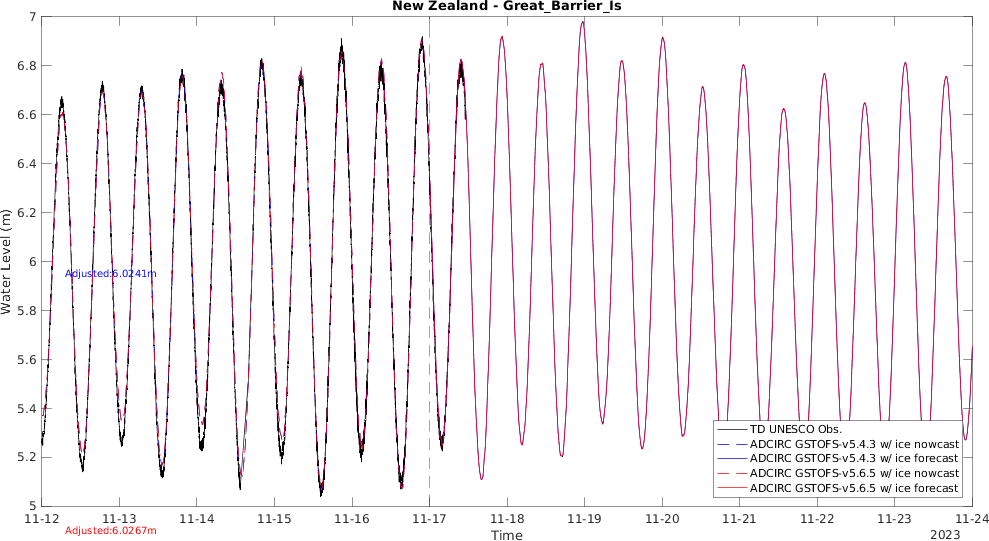 New Zealand - Great_Barrier_Is
7
6.8
6.6
6.4
6.2
6
5.8
5.6
5.4
5.2
5
Water Level (m)
Adjusted:6.0241m
TD UNESCO Obs.
ADCIRC GSTOFS-v5.4.3 w/ ice nowcast
ADCIRC GSTOFS-v5.4.3 w/ ice forecast
ADCIRC GSTOFS-v5.6.5 w/ ice nowcast
ADCIRC GSTOFS-v5.6.5 w/ ice forecast
11-12 11-13 11-14 11-15 11-16 11-17 11-18 11-19 11-20 11-21 11-22 11-23 11-24
Adjusted:6.0267m
Time
2023